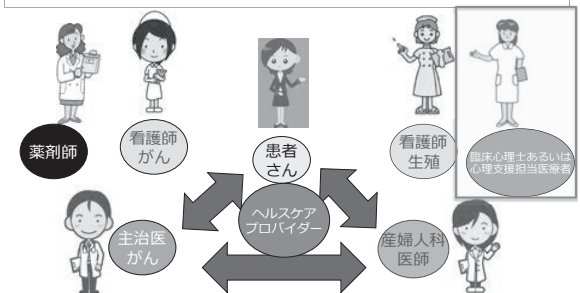 薬剤師
看護師
がん
患者
さん
看護師
生殖
臨床心理士あるいは
心理支援担当医療者
ヘルスケア
プロバイダー
主治医
がん
産婦人科
医師